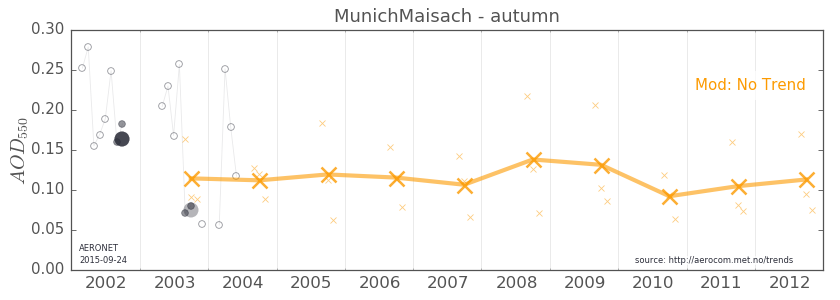 MunichMaisach - autumn
0.30
0.25
0.20
0.15
0.10
0.05
0.00
AOD550
Mod: No Trend
AERONET
2015-09-24
source: http://aerocom.met.no/trends
2002 2003 2004 2005 2006 2007 2008 2009 2010 2011 2012